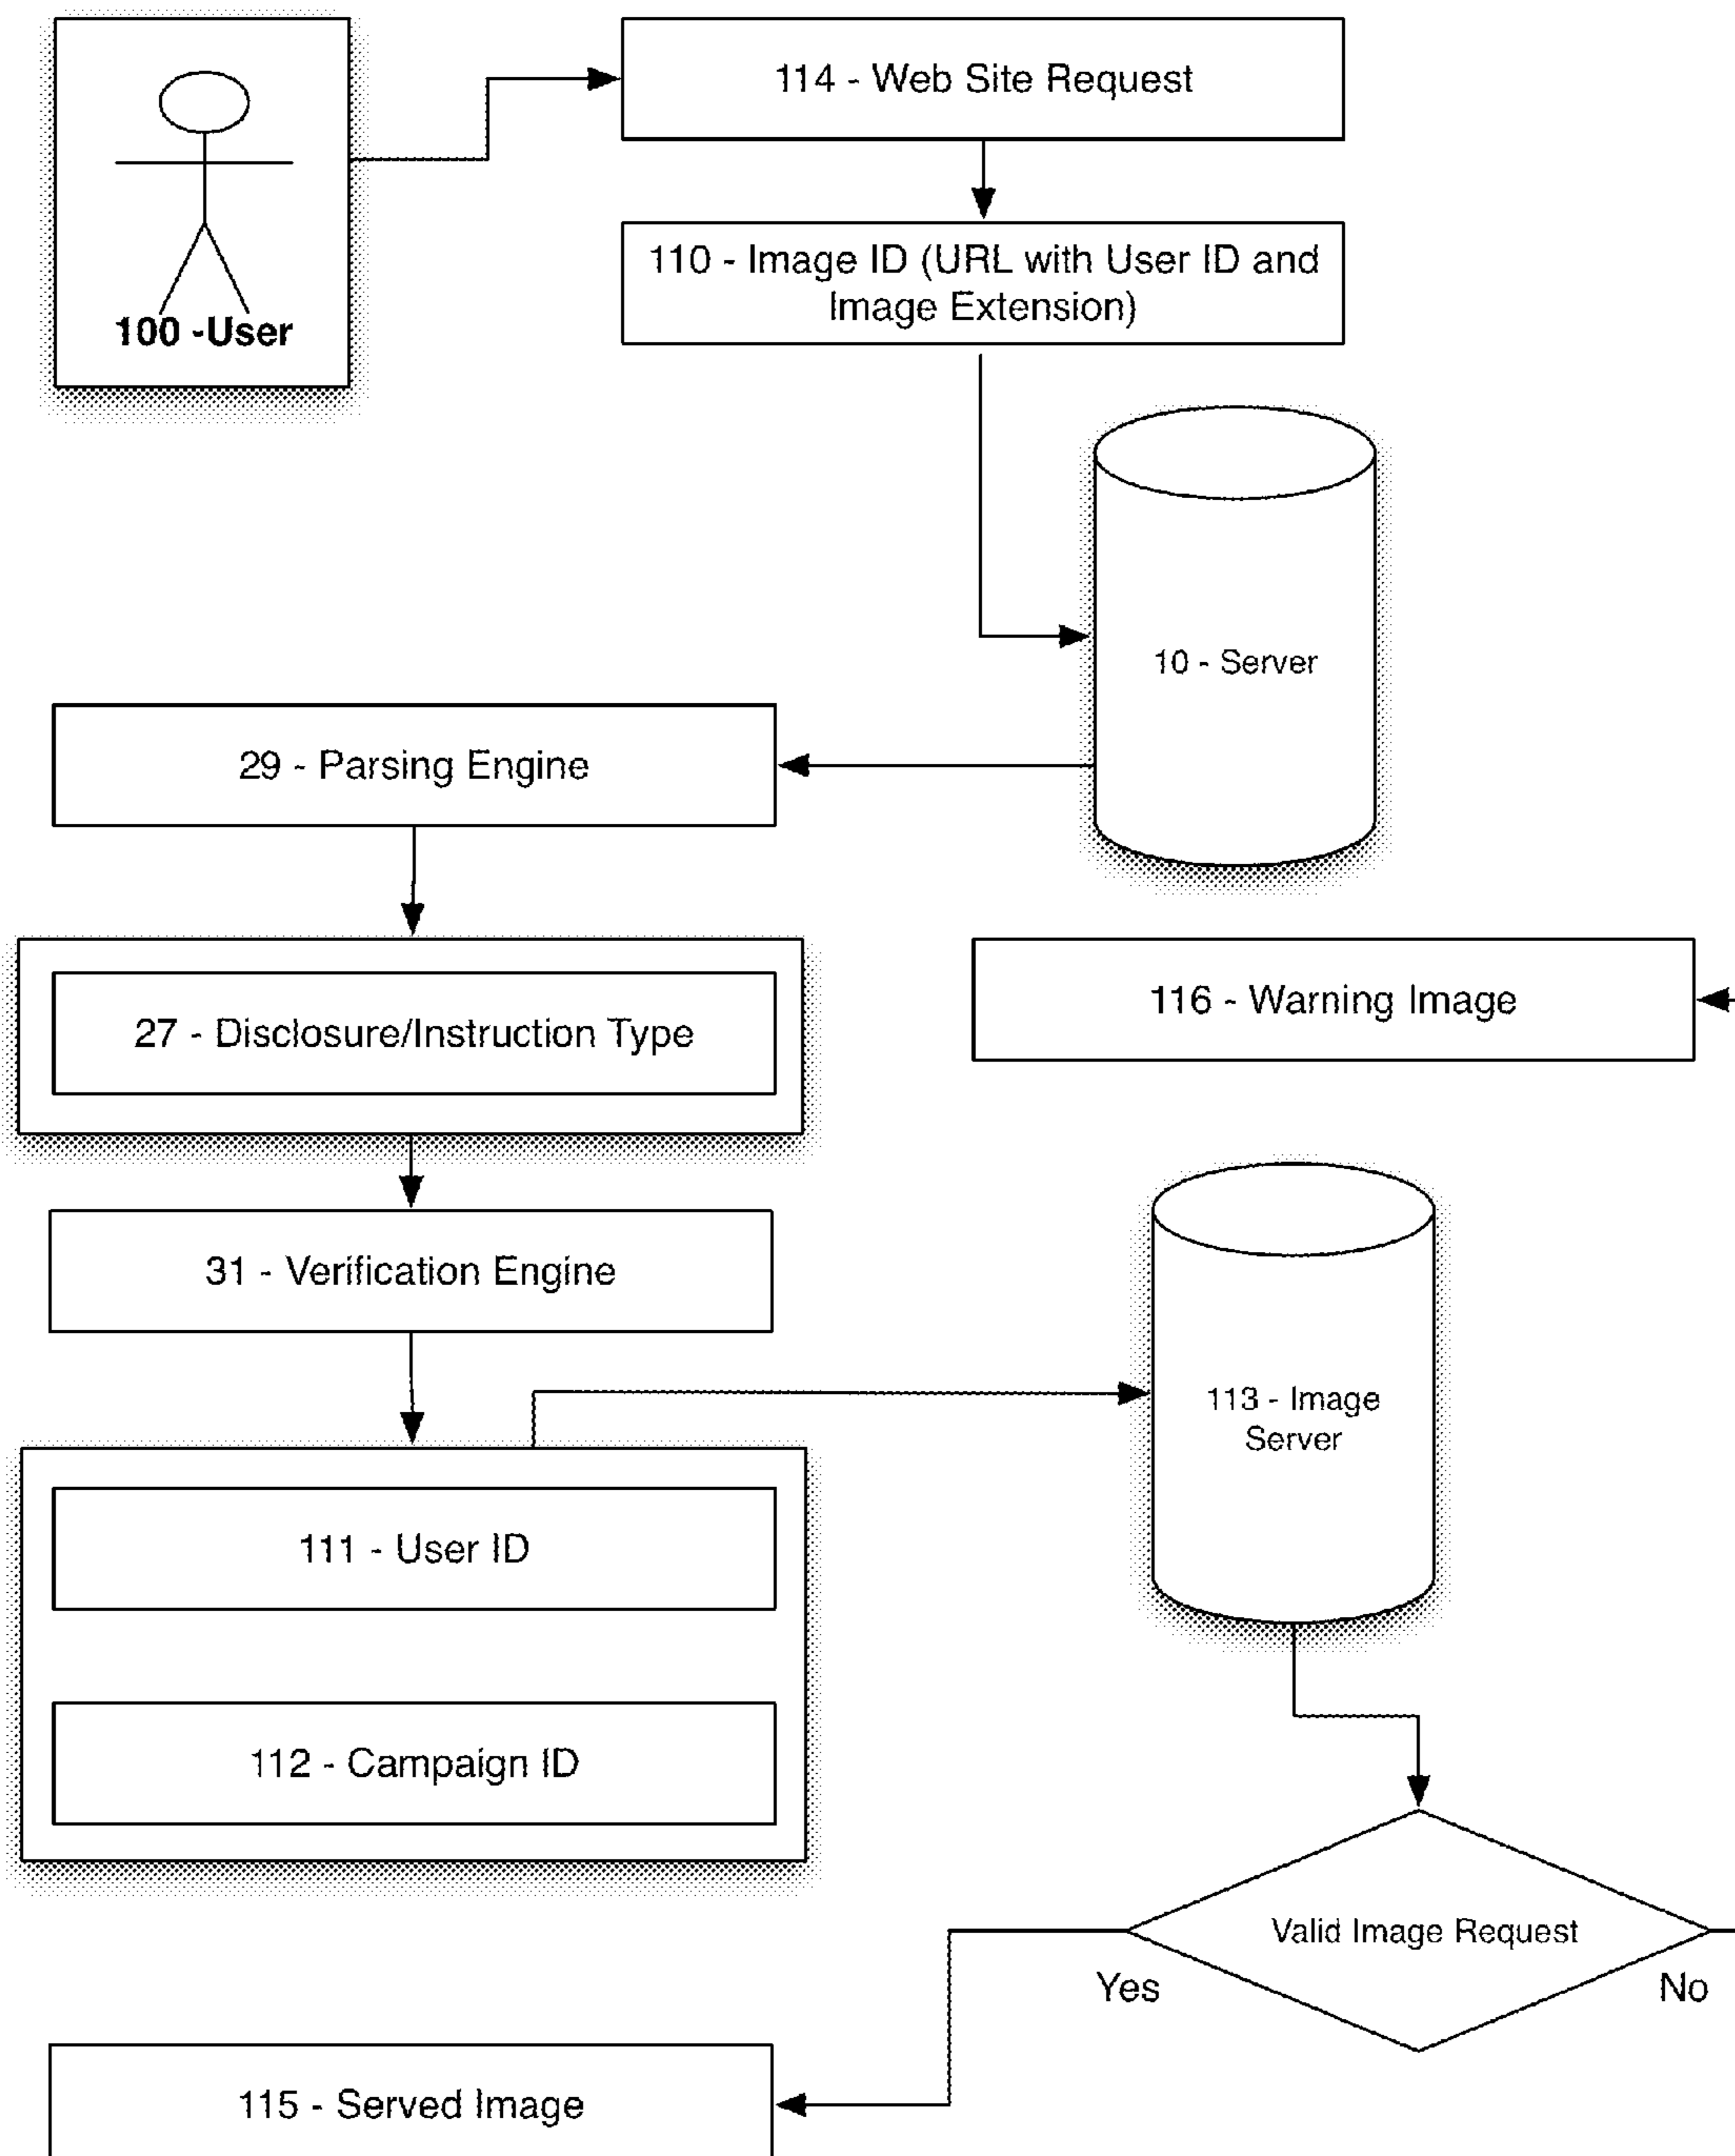 114 - Web Site Request
100 -User
110 - Image ID (URL with User ID and
Image Extension)
10 - Server
29 - Parsing Engine
116 - Warning Image
27 - Disclosure/Instruction Type
31 - Verification Engine
113 - Image
Server
111 - User ID
112 - Campaign ID
Valid Image Request
Yes
No
115 - Served Image